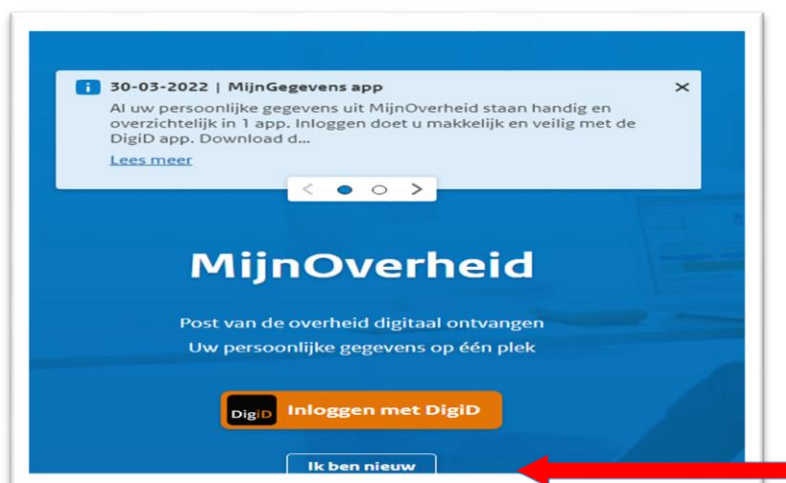 30-03-2022 | MijnGegevens app
Al uw persoonlijke gegevens uit MijnOverheid staan handig en
overzichtelijk in 1 app. Inloggen doet u makkelijk en veilig met de
DigiD app. Download d...
Lees meer
MijnOverheid
Post van de overheid digitaal ontvangen
Uw persoonlijke gegevens op één plek
DigiD Inloggen met DigiD
Ik ben nieuw